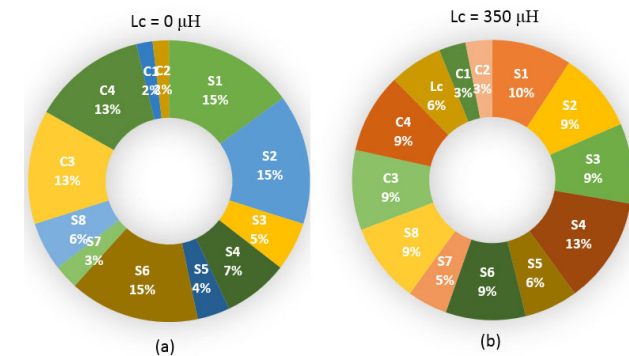 Lc = 0 μH
S1
15%
S2
15%
S3
5%
S4
7%
S5
4%
S6
15%
S7
3%
S8
6%
C3
13%
C4
13%
C1
2%
C2
2%
(a)
Lc = 350 μH
S1
10%
S2
9%
S3
9%
S4
13%
S5
6%
S6
9%
S7
5%
S8
9%
C3
9%
C4
9%
Lc
6%
C1
3%
C2
3%
(b)